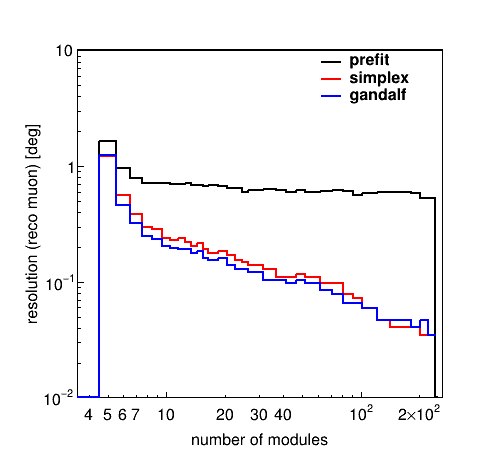 prefit
simplex
gandalf
resolution (reco muon) [deg]
10
1
10⁻¹
10⁻²
4 5 6 7 10 20 30 40 10² 2×10²
number of modules